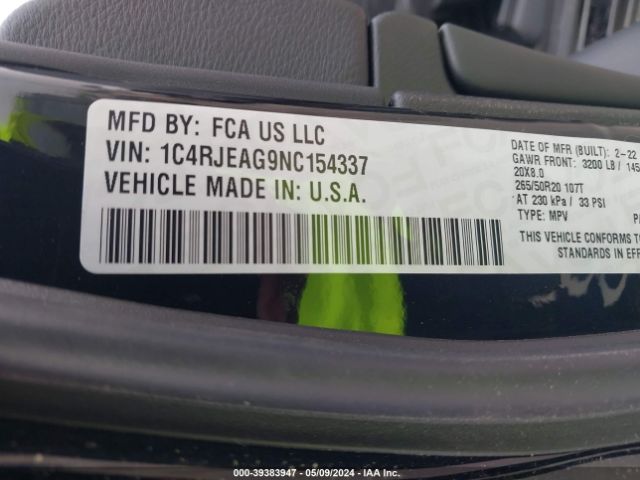 MFD BY: FCA US LLC
VIN: 1C4RJEAG9NC154337
VEHICLE MADE IN: U.S.A.
DATE OF MFR (BUILT): 2-22
GAWR FRONT: 3200 LB / 145
20X8.0
265/50R20 107T
AT 230 kPa / 33 PSI
TYPE: MPV
THIS VEHICLE CONFORMS TO
STANDARDS IN EFF
000-39383947 - 05/09/2024 - IAA Inc.